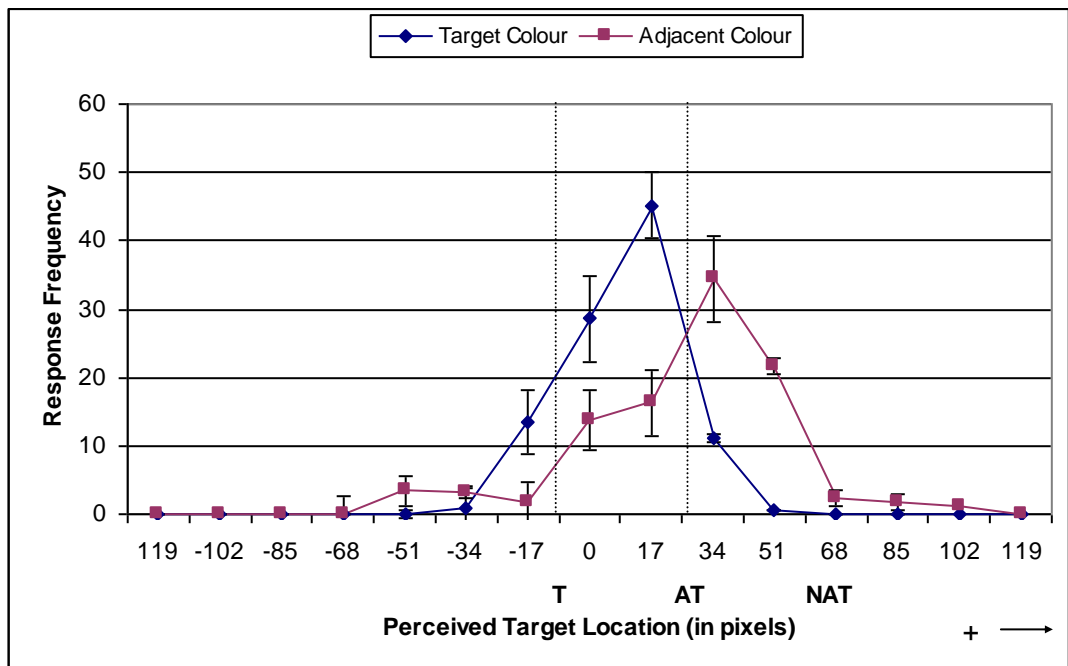 Target Colour Adjacent Colour
60
50
40
30
20
10
0
Response Frequency
119 -102 -85 -68 -51 -34 -17 0 17 34 51 68 85 102 119
T AT NAT
Perceived Target Location (in pixels)
+